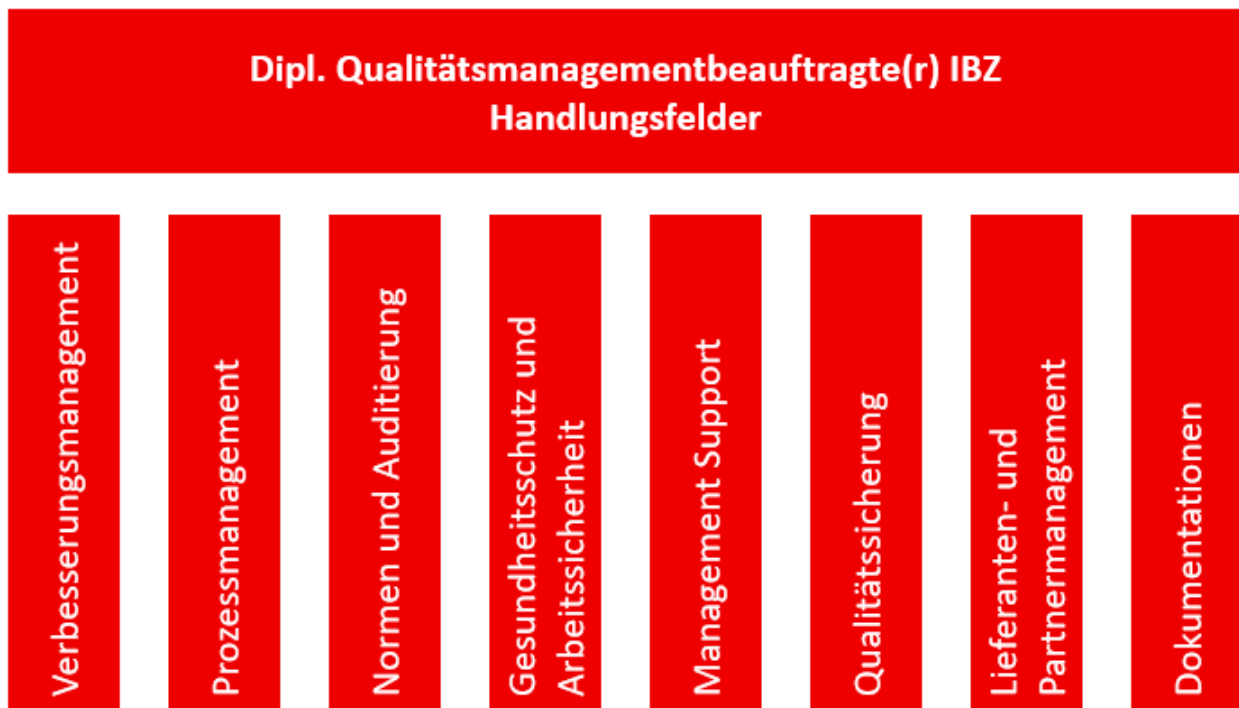 Dipl. Qualitätsmanagementbeauftragte(r) IBZ
Handlungsfelder
Verbesserungsmanagement
Prozessmanagement
Normen und Auditierung
Gesundheitsschutz und
Arbeitssicherheit
Management Support
Qualitätssicherung
Lieferanten- und
Partnermanagement
Dokumentationen